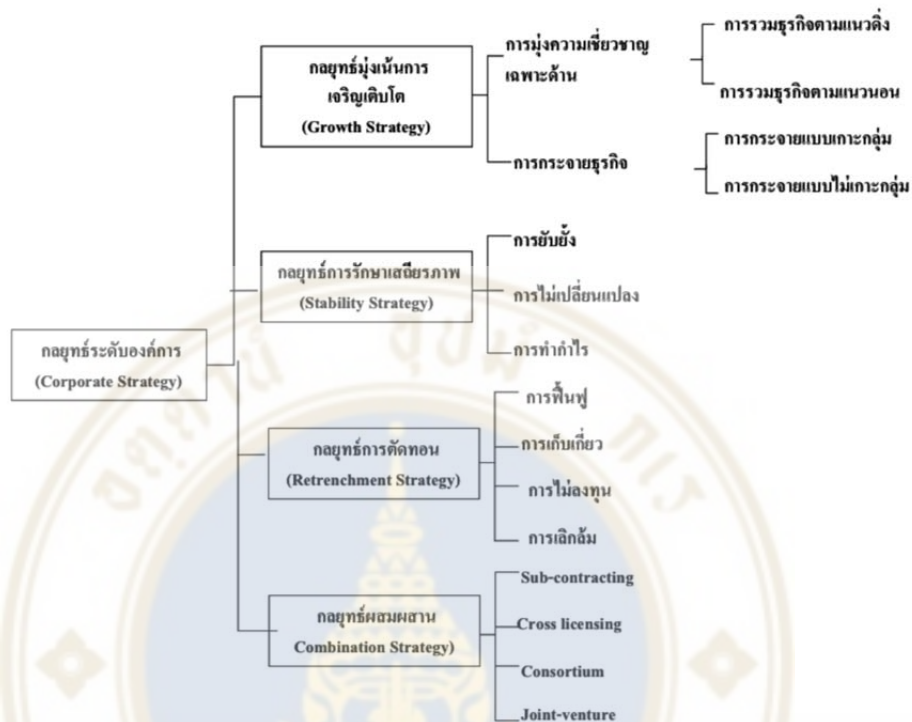 การรวมธุรกิจตามแนวดิ่ง
กลยุทธ์มุ่งเน้นการ
เจริญเติบโต
(Growth Strategy)
การมุ่งความเชี่ยวชาญ
เฉพาะด้าน
การรวมธุรกิจตามแนวนอน
การกระจายธุรกิจ
การกระจายแบบเกาะกลุ่ม
การกระจายแบบไม่เกาะกลุ่ม
กลยุทธ์การรักษาเสถียรภาพ
(Stability Strategy)
การยับยั้ง
การไม่เปลี่ยนแปลง
การทำกำไร
กลยุทธ์ระดับองค์การ
(Corporate Strategy)
กลยุทธ์การตัดทอน
(Retrenchment Strategy)
การฟื้นฟู
การเก็บเกี่ยว
การไม่ลงทุน
การเลิกล้ม
กลยุทธ์ผสมผสาน
Combination Strategy)
Sub-contracting
Cross licensing
Consortium
Joint-venture